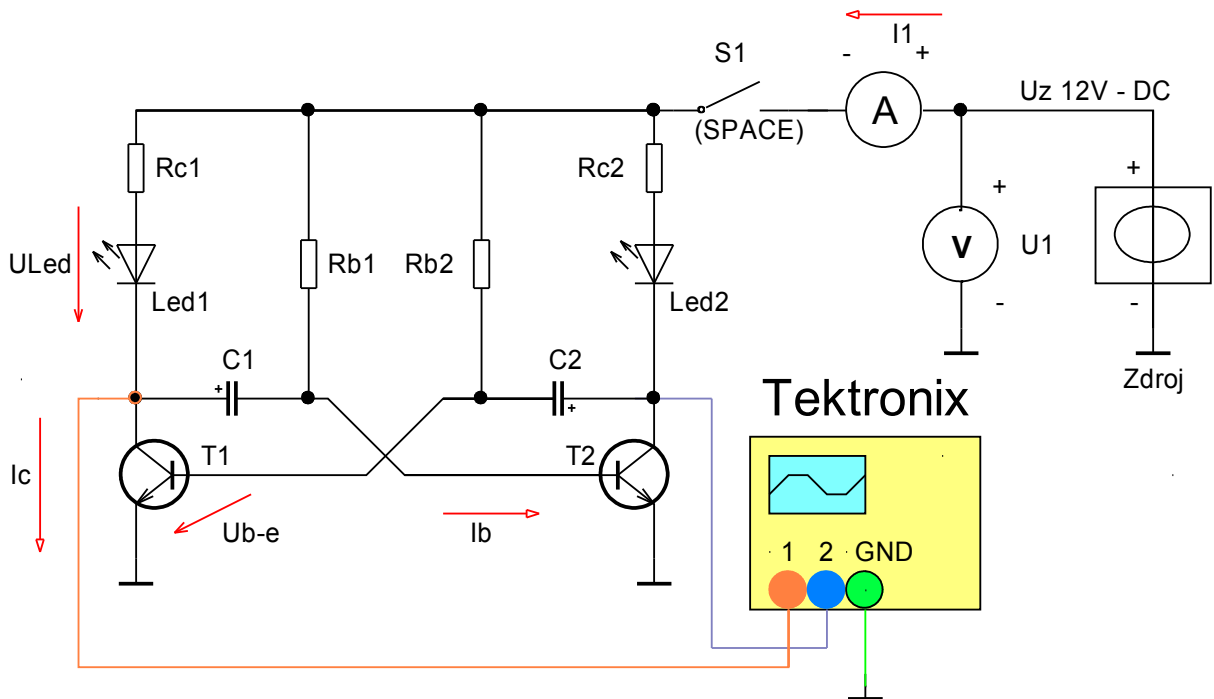 I1
- +
S1
A
Uz 12V - DC
(SPACE)
Rc1
Rc2
+
+
V
U1
ULed
Rb1
Rb2
Led1
Led2
-
-
C1
C2
+
+
Zdroj
Tektronix
T1
T2
Ic
Ub-e
Ib
1 2 GND